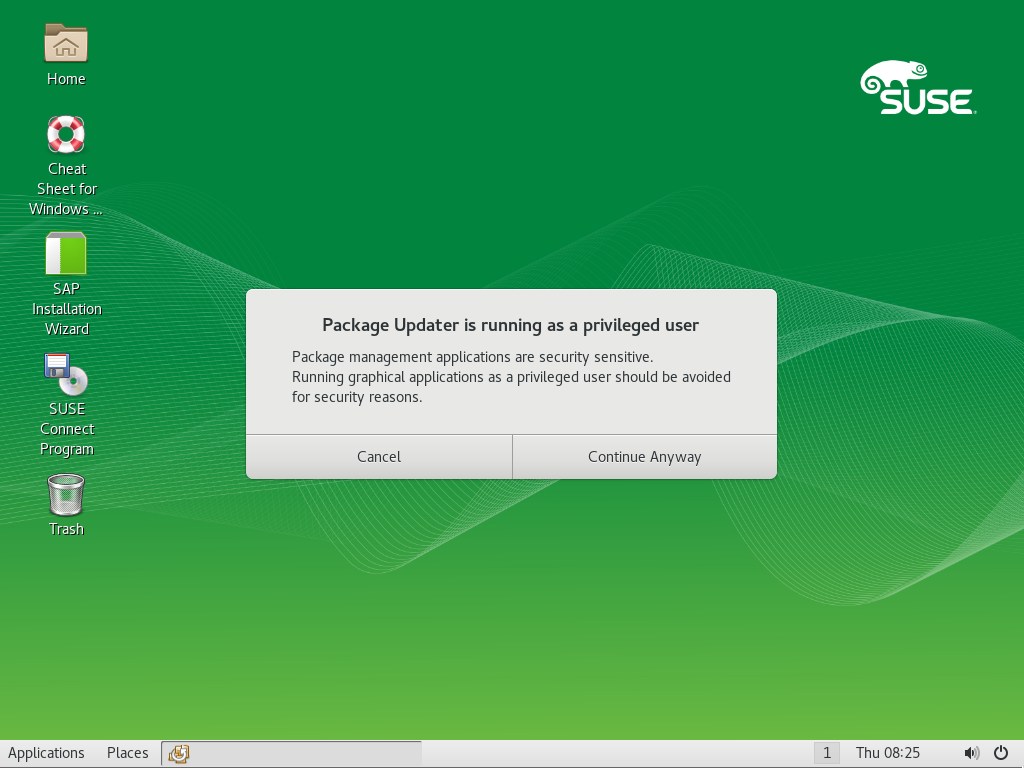 Home
SUSE
Cheat
Sheet for
Windows ...
SAP
Installation
Wizard
Package Updater is running as a privileged user
Package management applications are security sensitive.
Running graphical applications as a privileged user should be avoided
for security reasons.
SUSE
Connect
Program
Cancel
Continue Anyway
Trash
Applications
Places
1
Thu 08:25